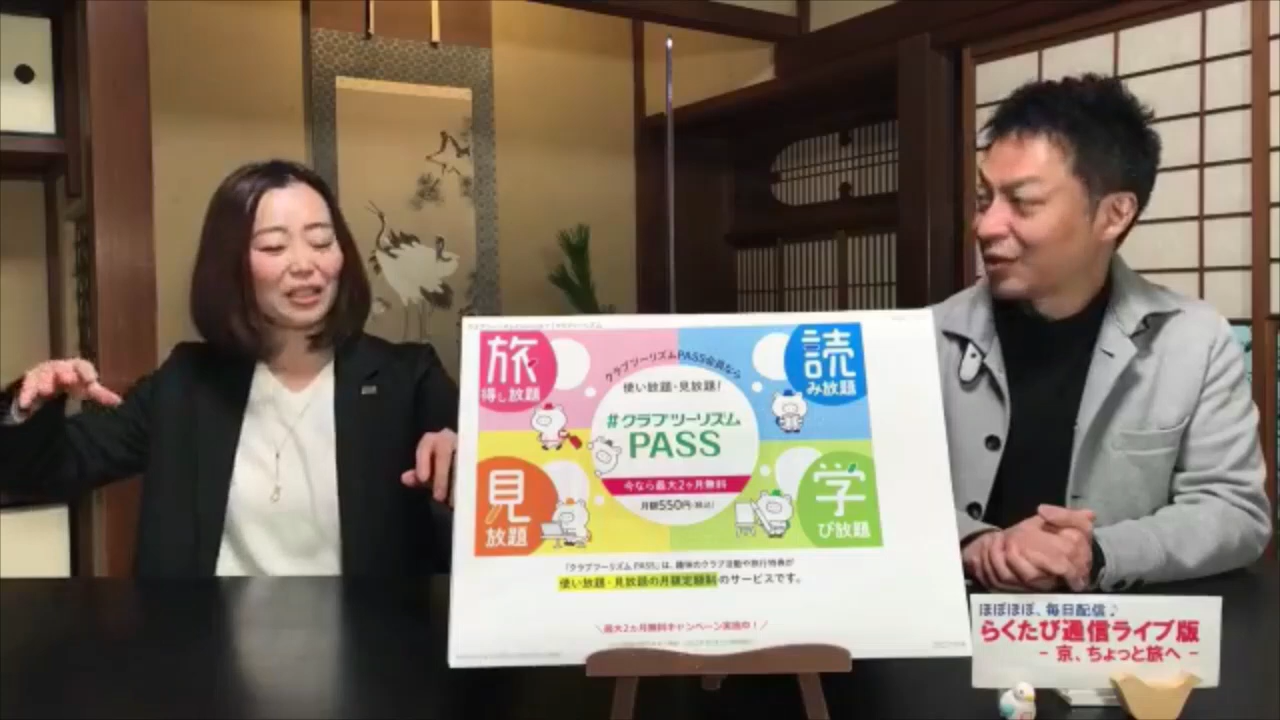 旅
得し放題
クラブツーリズムPASS会員なら
使い放題・見放題!
#クラブツーリズム
PASS
今なら最大2ヶ月無料
月額550円(税込)
読
み放題
見
放題
学
び放題
「クラブツーリズム PASS」は、趣味のクラブ活動や旅行特典が
使い放題・見放題の月額定額制のサービスです。
＼最大2ヵ月無料キャンペーン実施中！／
ほぼほぼ、毎日配信♪
らくたび通信ライブ版
- 京、ちょっと旅へ -